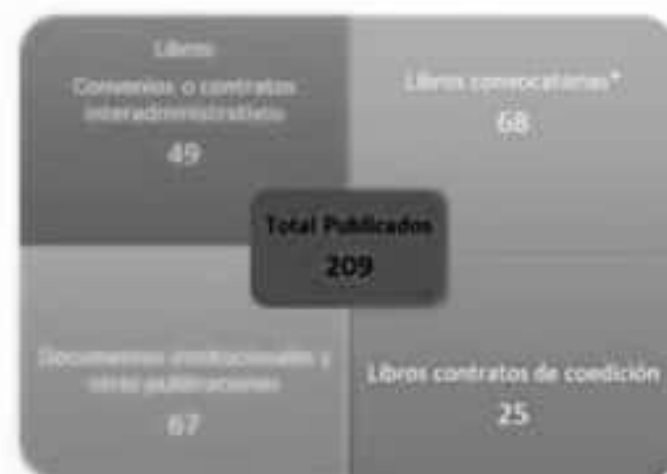 Libros
Convenios o contratos
interadministrativos
49
Libros convocatorias*
68
Total Publicados
209
Documentos institucionales y
otras publicaciones
67
Libros contratos de coedición
25